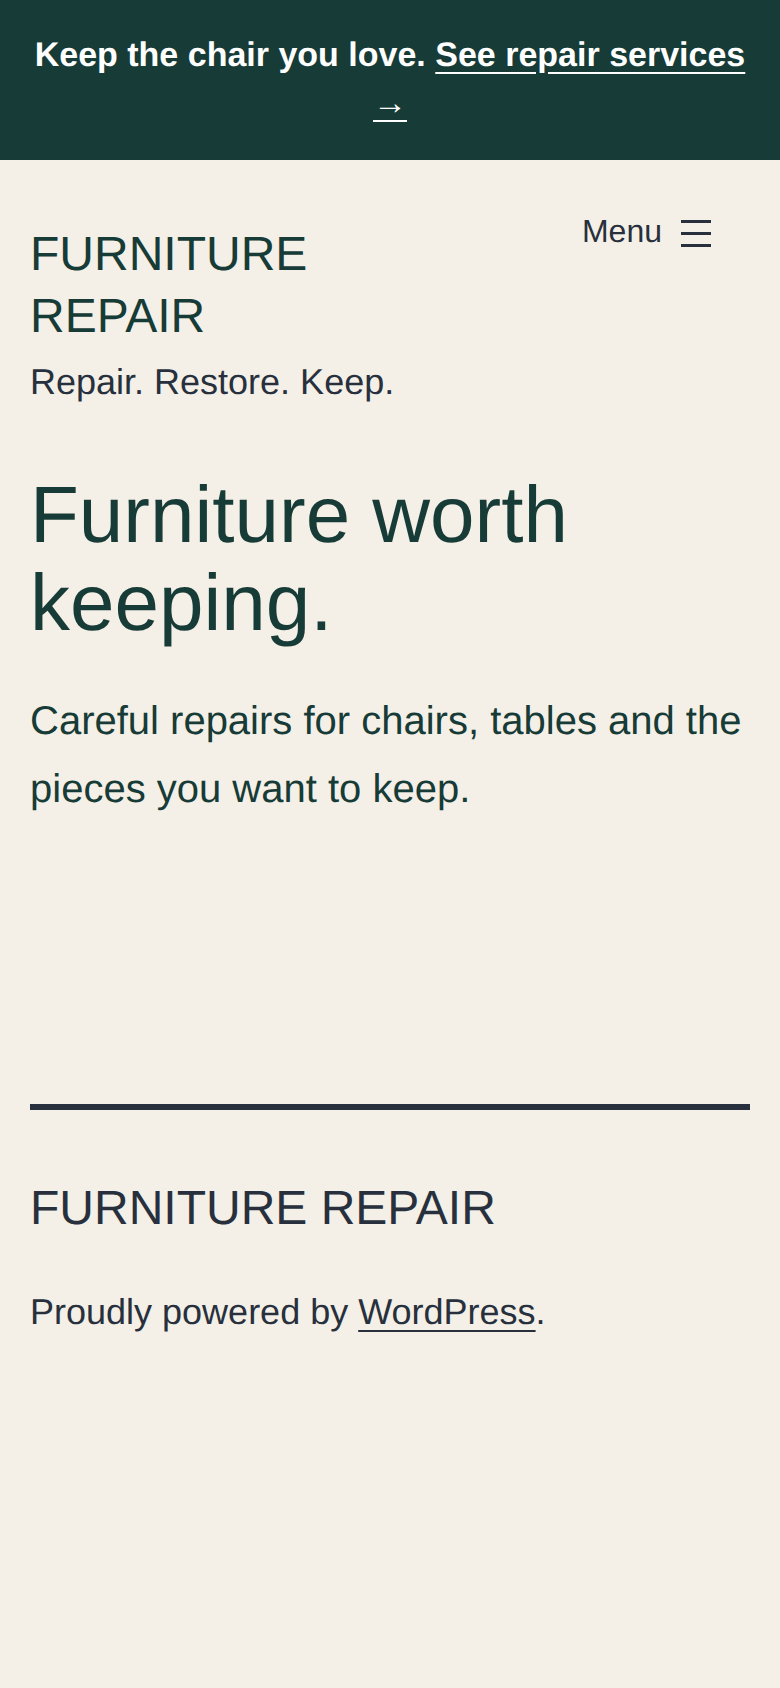 Keep the chair you love. See repair services
→
Menu
FURNITURE
REPAIR
Repair. Restore. Keep.
Furniture worth
keeping.
Careful repairs for chairs, tables and the
pieces you want to keep.
FURNITURE REPAIR
Proudly powered by WordPress.